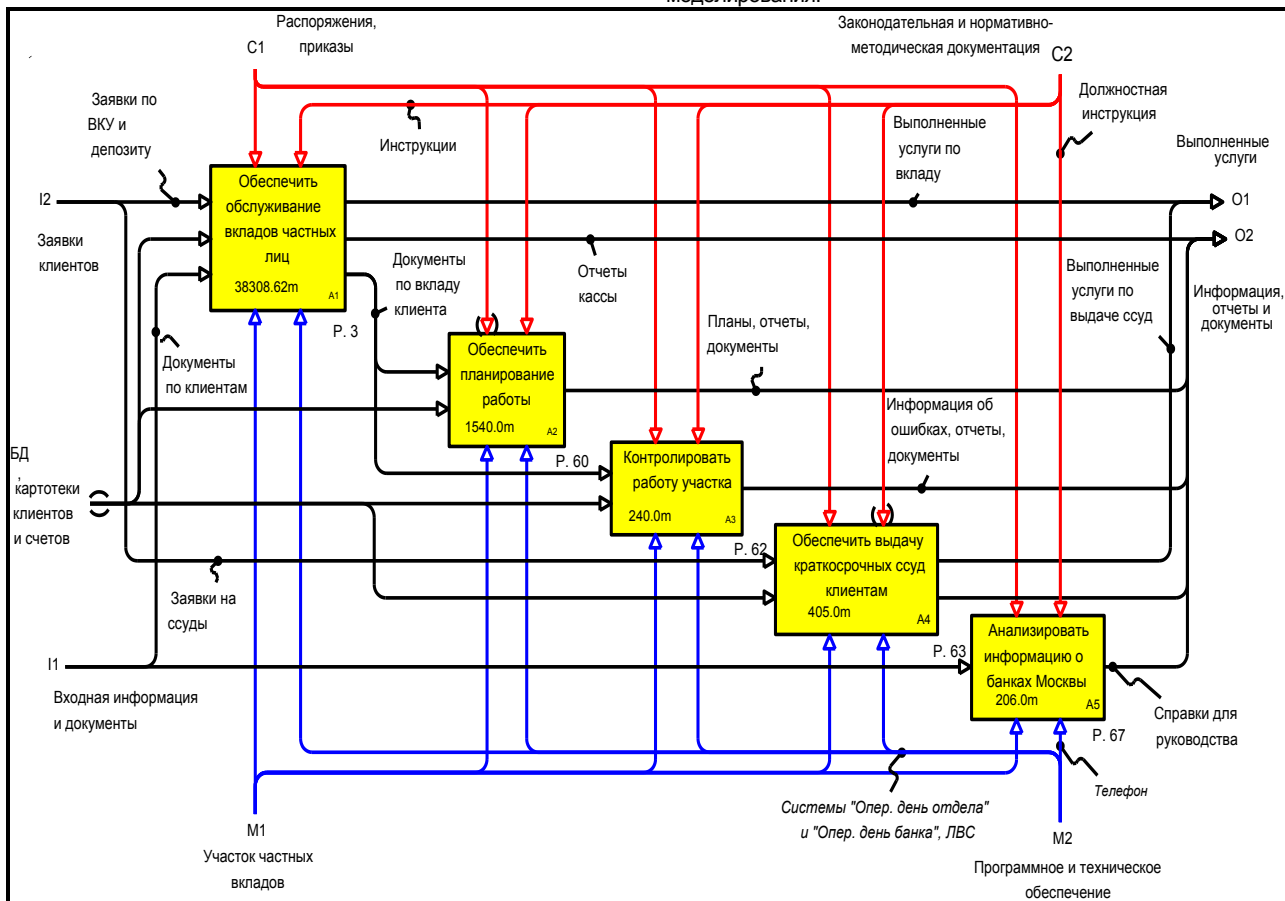 моделирования.
Распоряжения,
приказы
C1
Законодательная и нормативно-
методическая документация
C2
Заявки по
ВКУ и
депозиту
Инструкции
Выполненные
услуги по
вкладу
Должностная
инструкция
Выполненные
услуги
I2
Заявки
клиентов
Обеспечить
обслуживание
вкладов частных
лиц
38308.62m
A1
O1
O2
P. 3
Документы
по вкладу
клиента
Отчеты
кассы
Выполненные
услуги по
выдаче ссуд
Информация,
отчеты и
документы
Документы
по клиентам
Обеспечить
планирование
работы
1540.0m
A2
Планы, отчеты,
документы
P. 60
Информация об
ошибках, отчеты,
документы
БД
,
картотеки
клиентов
и счетов
Контролировать
работу участка
240.0m
A3
P. 62
Обеспечить выдачу
краткосрочных ссуд
клиентам
405.0m
A4
Заявки на
ссуды
I1
Входная информация
и документы
P. 63
Анализировать
информацию о
банках Москвы
206.0m
A5
P. 67
Справки для
руководства
Телефон
Системы "Опер. день отдела"
и "Опер. день банка", ЛВС
M1
Участок частных
вкладов
M2
Программное и техническое
обеспечение